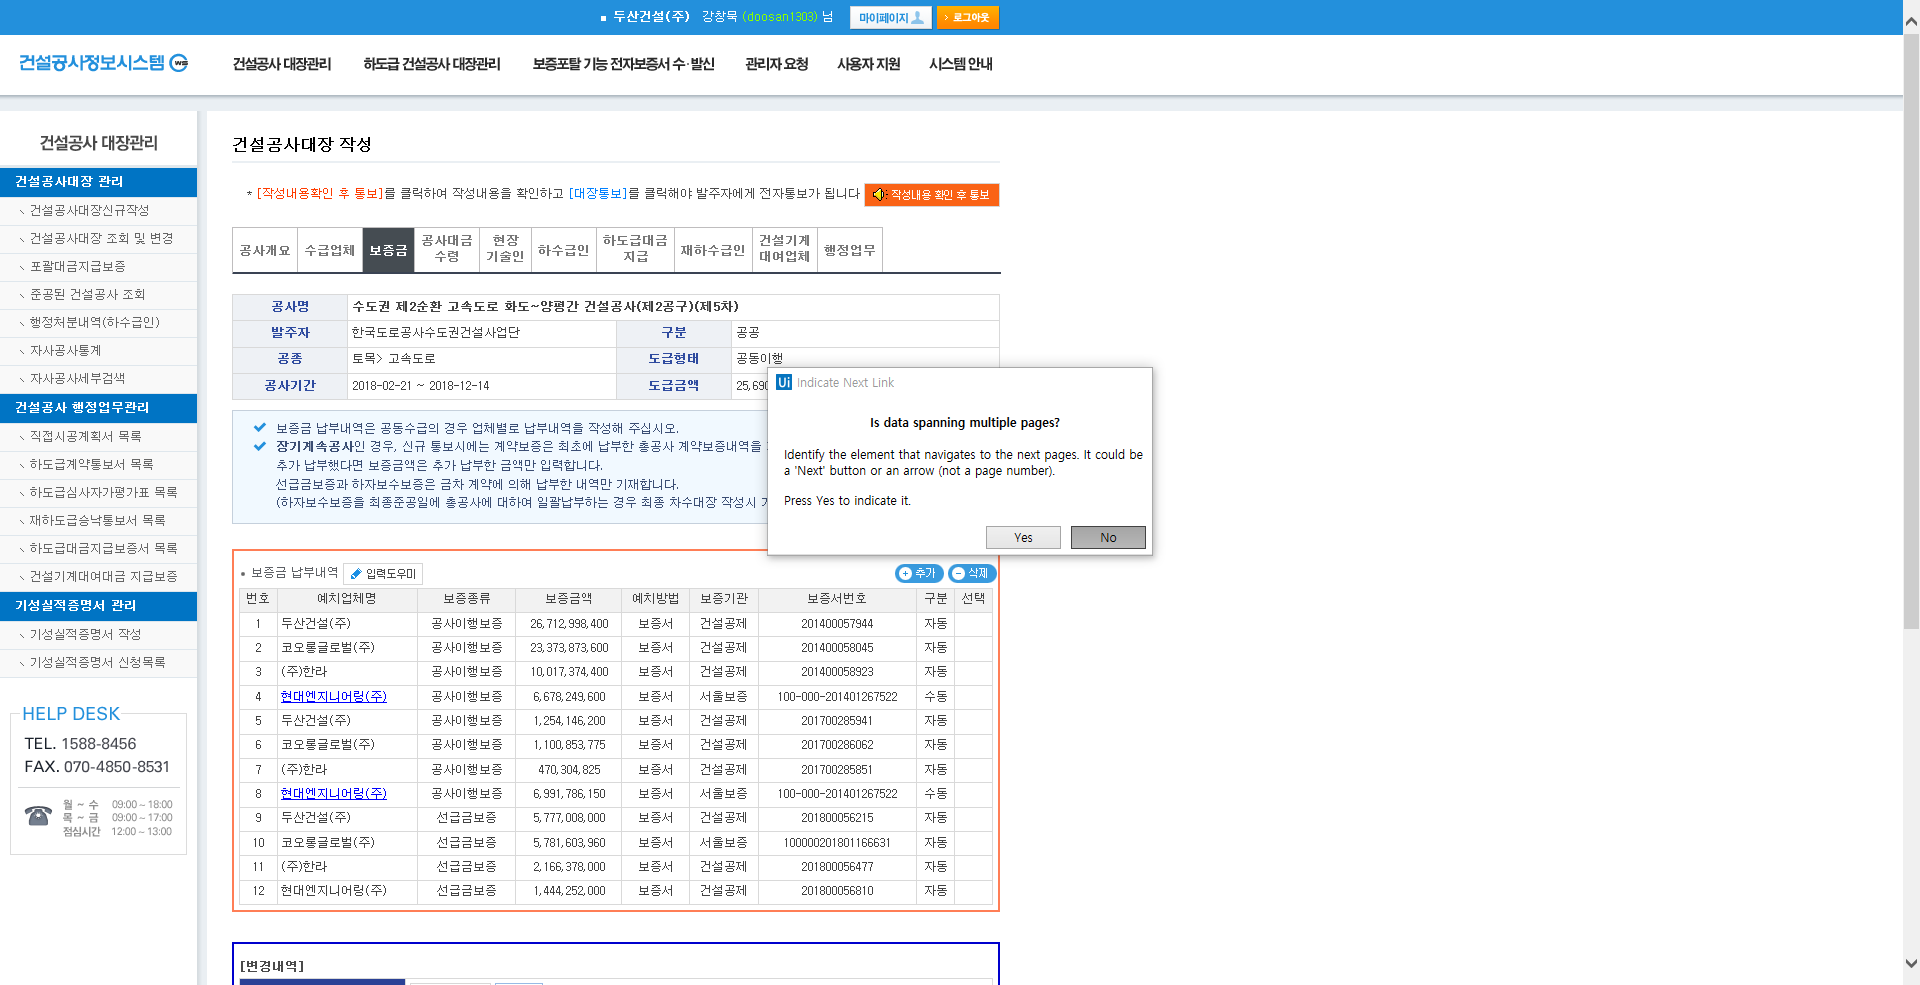 두산건설(주) 강창묵 (doosan1303) 님 마이페이지 로그아웃
건설공사정보시스템 CWS
건설공사 대장관리 하도급 건설공사 대장관리 보증포탈 기능 전자보증서 수·발신 관리자 요청 사용자 지원 시스템 안내
건설공사 대장관리
건설공사대장 관리
건설공사대장신규작성
건설공사대장 조회 및 변경
포괄대금지급보증
준공된 건설공사 조회
행정처분내역(하수급인)
자사공사통계
자사공사세부검색
건설공사 행정업무관리
직접시공계획서 목록
하도급계약통보서 목록
하도급심사자가평가표 목록
재하도급승낙통보서 목록
하도급대금지급보증서 목록
건설기계대여대금 지급보증
기성실적증명서 관리
기성실적증명서 작성
기성실적증명서 신청목록
HELP DESK
TEL. 1588-8456
FAX. 070-4850-8531
월 ~ 수 09:00 ~ 18:00
목 ~ 금 09:00 ~ 17:00
점심시간 12:00 ~ 13:00
건설공사대장 작성
* [작성내용확인 후 통보]를 클릭하여 작성내용을 확인하고 [대장통보]를 클릭해야 발주자에게 전자통보가 됩니다 작성내용 확인 후 통보
공사개요 수급업체 보증금 공사대금 수령 현장 기술인 하수급인 하도급대금 지급 재하수급인 건설기계 대여업체 행정업무
공사명 수도권 제2순환 고속도로 화도~양평간 건설공사(제2공구)(제5차)
발주자 한국도로공사수도권건설사업단 구분 공공
공종 토목> 고속도로 도급형태 공동이행
공사기간 2018-02-21 ~ 2018-12-14 도급금액 25,690
보증금 납부내역은 공동수급의 경우 업체별로 납부내역을 작성해 주십시오.
장기계속공사인 경우, 신규 통보시에는 계약보증은 최초에 납부한 총공사 계약보증내역을
추가 납부했다면 보증금액은 추가 납부한 금액만 입력합니다.
선급금보증과 하자보수보증은 금차 계약에 의해 납부한 내역만 기재합니다.
(하자보수보증을 최종준공일에 총공사에 대하여 일괄납부하는 경우 최종 차수대장 작성시
Ui Indicate Next Link
Is data spanning multiple pages?
Identify the element that navigates to the next pages. It could be
a 'Next' button or an arrow (not a page number).
Press Yes to indicate it.
Yes No
보증금 납부내역 입력도우미 추가 삭제
번호 예치업체명 보증종류 보증금액 예치방법 보증기관 보증서번호 구분 선택
1 두산건설(주) 공사이행보증 26,712,998,400 보증서 건설공제 201400057944 자동
2 코오롱글로벌(주) 공사이행보증 23,373,873,600 보증서 건설공제 201400058045 자동
3 (주)한라 공사이행보증 10,017,374,400 보증서 건설공제 201400058923 자동
4 현대엔지니어링(주) 공사이행보증 6,678,249,600 보증서 서울보증 100-000-201401267522 수동
5 두산건설(주) 공사이행보증 1,254,146,200 보증서 건설공제 201700285941 자동
6 코오롱글로벌(주) 공사이행보증 1,100,853,775 보증서 건설공제 201700286062 자동
7 (주)한라 공사이행보증 470,304,825 보증서 건설공제 201700285851 자동
8 현대엔지니어링(주) 공사이행보증 6,991,786,150 보증서 서울보증 100-000-201401267522 수동
9 두산건설(주) 선급금보증 5,777,008,000 보증서 건설공제 201800056215 자동
10 코오롱글로벌(주) 선급금보증 5,781,603,960 보증서 서울보증 100000201801166631 자동
11 (주)한라 선급금보증 2,166,378,000 보증서 건설공제 201800056477 자동
12 현대엔지니어링(주) 선급금보증 1,444,252,000 보증서 건설공제 201800056810 자동
[변경내역]